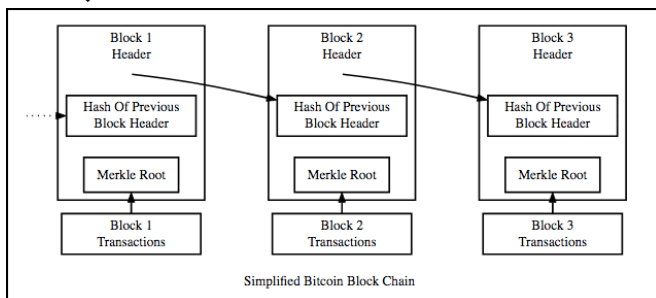 Block 1
Header
Hash Of Previous
Block Header
Merkle Root
Block 1
Transactions
Block 2
Header
Hash Of Previous
Block Header
Merkle Root
Block 2
Transactions
Block 3
Header
Hash Of Previous
Block Header
Merkle Root
Block 3
Transactions
Simplified Bitcoin Block Chain